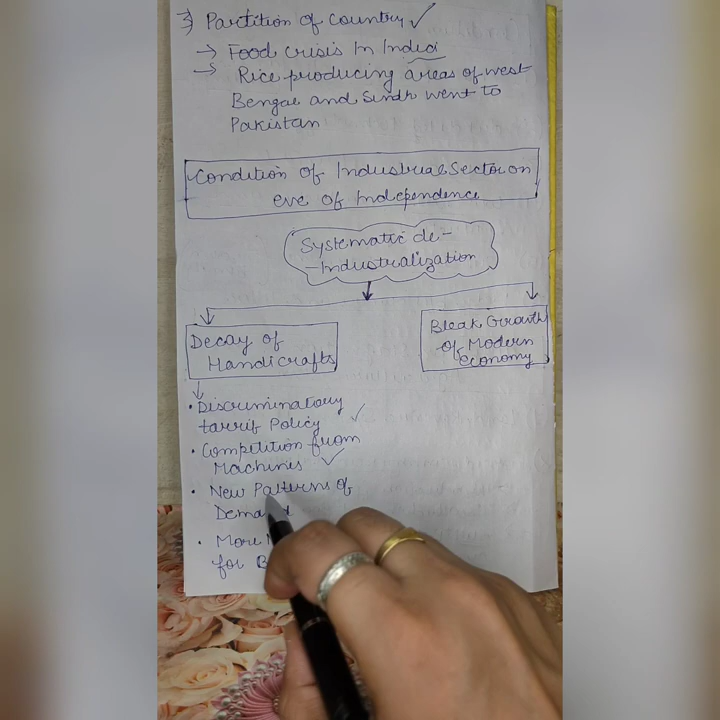 3) Partition of Country ✓
→ Food crisis In India
→ Rice producing areas of west
Bengal and Sindh went to
Pakistan
Condition of Industrial Sector on
eve of Independence
Systematic de-
-Industrialization
Decay of
Handicrafts
Bleak Growth
of Modern
economy
• Discriminatory
tarrif Policy ✓
• Competition from
Machines ✓
• New Patterns of
Demand
• More
for